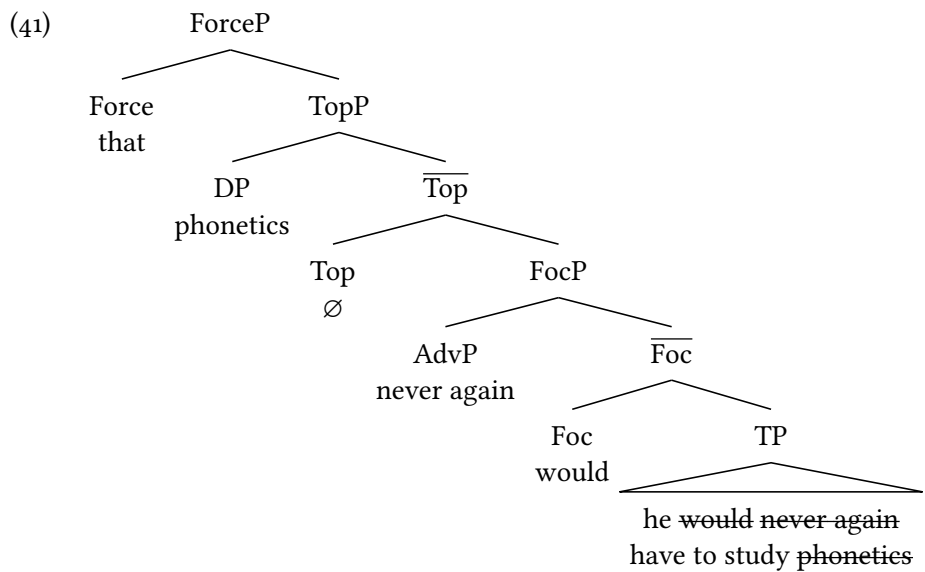 (41) ForceP
Force TopP
that
DP Top
phonetics
Top FocP
∅
AdvP Foc
never again
Foc TP
would
he would never again
have to study phonetics